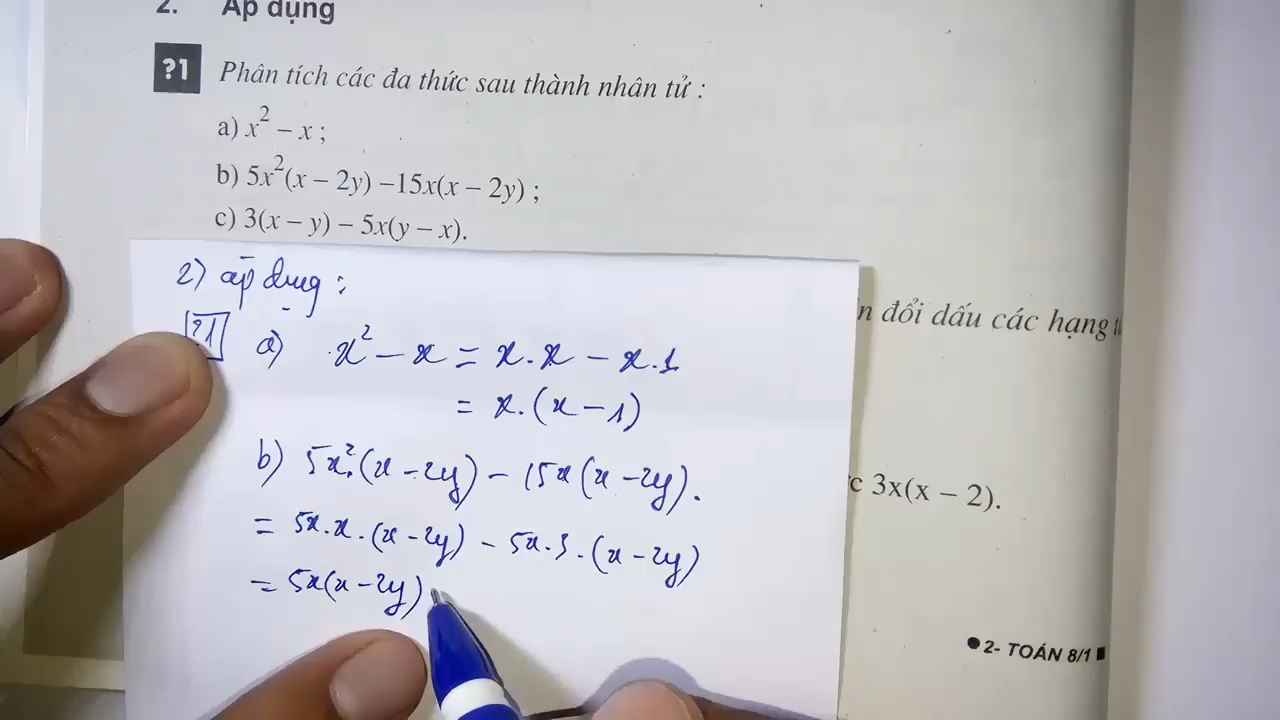 2. Áp dụng
?1 Phân tích các đa thức sau thành nhân tử :
a) x² – x ;
b) 5x²(x – 2y) –15x(x – 2y) ;
c) 3(x – y) – 5x(y – x).
2) áp dụng :
?1 a) x² – x = x . x – x . 1
= x . (x – 1)
b) 5x² . (x – 2y) – 15x (x – 2y) .
= 5x . x . (x – 2y) – 5x . 3 . (x – 2y)
= 5x(x – 2y)
đổi dấu các hạng
3x(x – 2).
●2- TOÁN 8/1